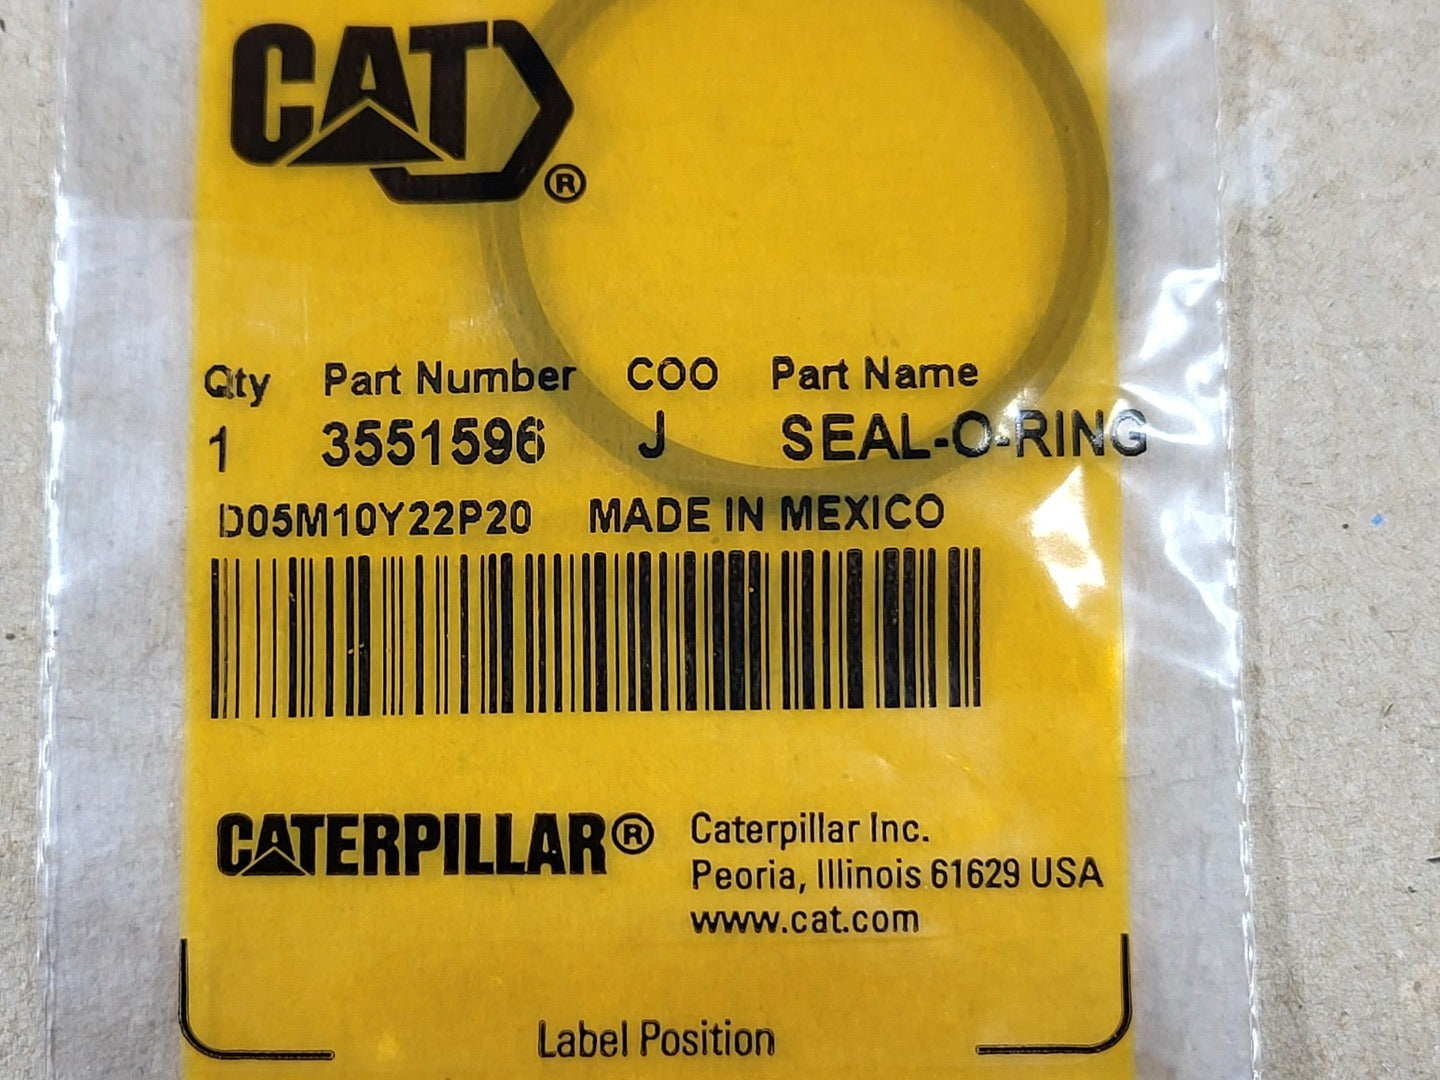 CAT®
Qty Part Number COO Part Name
1 3551596 J SEAL-O-RING
D05M10Y22P20 MADE IN MEXICO
CATERPILLAR® Caterpillar Inc.
Peoria, Illinois 61629 USA
www.cat.com
Label Position